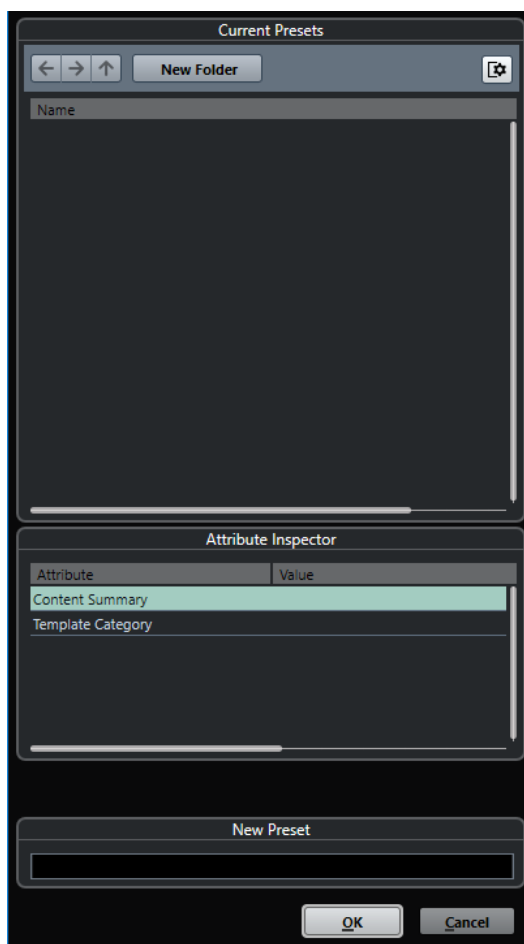 Current Presets
New Folder
Name
Attribute Inspector
Attribute Value
Content Summary
Template Category
New Preset
OK Cancel